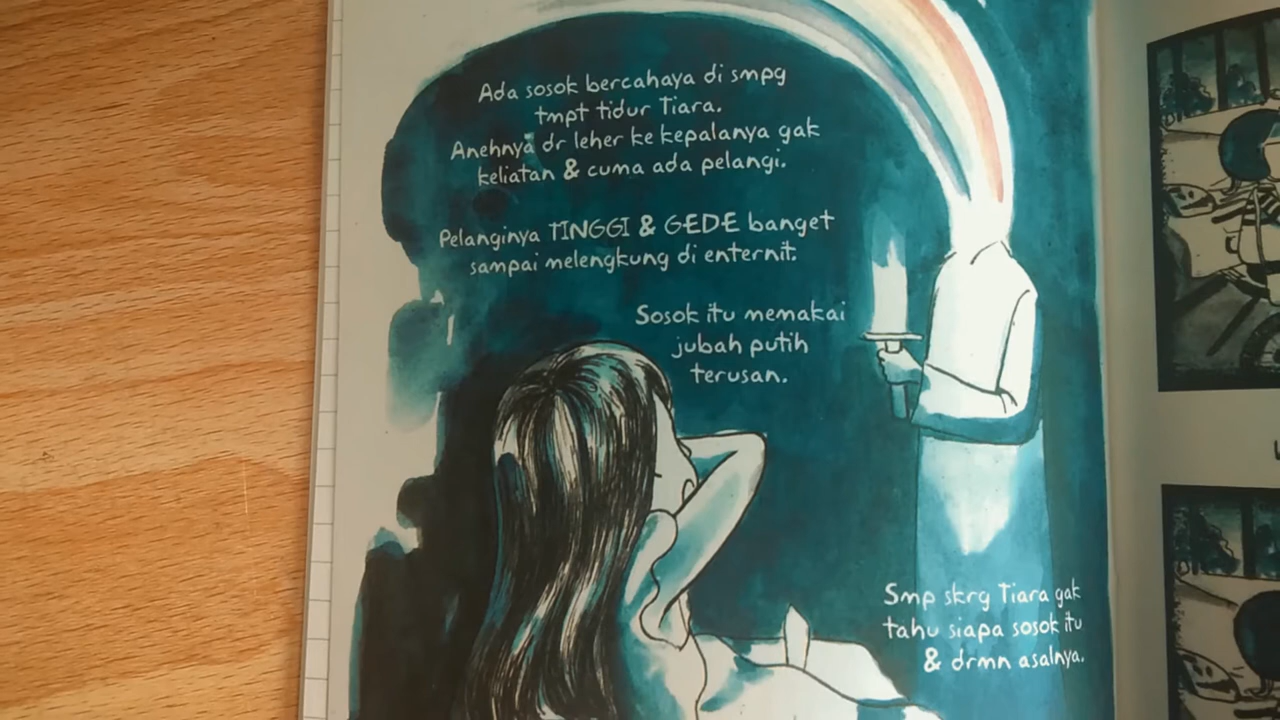 Ada sosok bercahaya di smpg
tmpt tidur Tiara.
Anehnya dr leher ke kepalanya gak
keliatan & cuma ada pelangi.
Pelanginya TINGGI & GEDE banget
sampai melengkung di enternit.
Sosok itu memakai
jubah putih
terusan.
Smp skrg Tiara gak
tahu siapa sosok itu
& drmn asalnya.